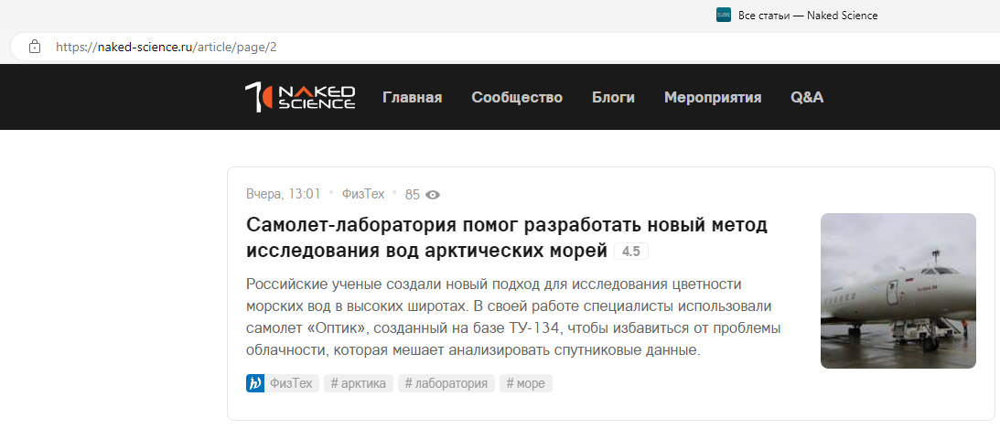 Все статьи — Naked Science
https://naked-science.ru/article/page/2
NAKED SCIENCE Главная Сообщество Блоги Мероприятия Q&A
Вчера, 13:01 • ФизТех • 85
Самолет-лаборатория помог разработать новый метод
исследования вод арктических морей 4.5
Российские ученые создали новый подход для исследования цветности
морских вод в высоких широтах. В своей работе специалисты использовали
самолет «Оптик», созданный на базе ТУ-134, чтобы избавиться от проблемы
облачности, которая мешает анализировать спутниковые данные.
ФизТех # арктика # лаборатория # море